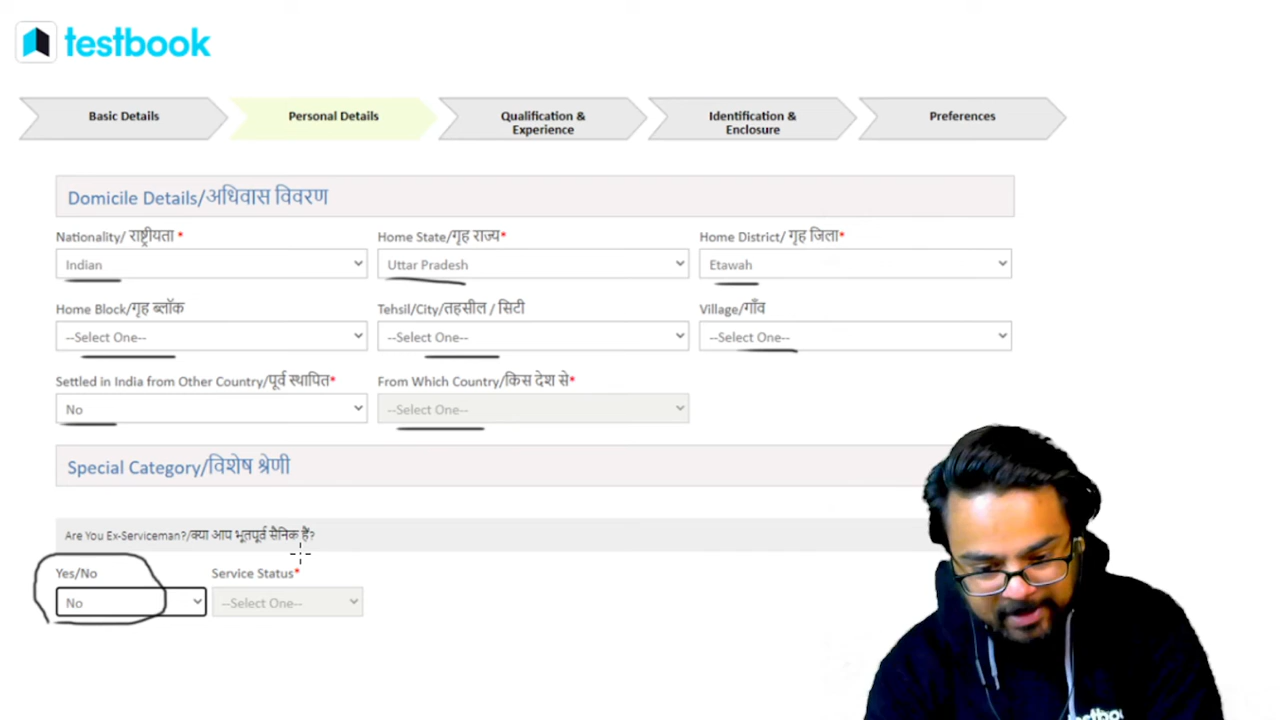 testbook
Basic Details
Personal Details
Qualification &
Experience
Identification &
Enclosure
Preferences
Domicile Details/अधिवास विवरण
Nationality/ राष्ट्रीयता *
Home State/गृह राज्य*
Home District/ गृह जिला*
Indian
Uttar Pradesh
Etawah
Home Block/गृह ब्लॉक
Tehsil/City/तहसील / सिटी
Village/गाँव
--Select One--
--Select One--
--Select One--
Settled in India from Other Country/पूर्व स्थापित*
From Which Country/किस देश से*
No
--Select One--
Special Category/विशेष श्रेणी
Are You Ex-Serviceman?/क्या आप भूतपूर्व सैनिक हैं?
Yes/No
Service Status*
No
--Select One--